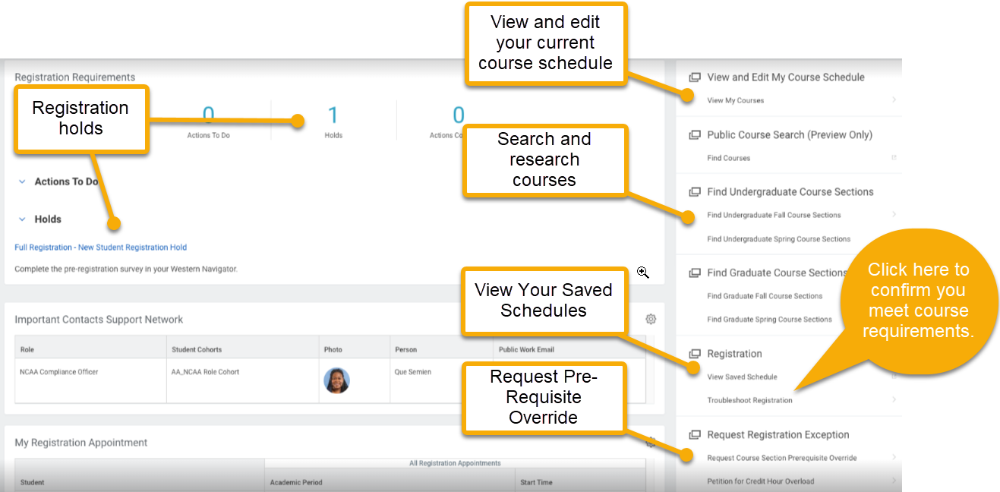 View and edit
your current
course schedule
Registration Requirements
Registration
holds
0
Actions To Do
1
Holds
0
Actions Co
Search and
research
courses
Actions To Do
Holds
Full Registration - New Student Registration Hold
Complete the pre-registration survey in your Western Navigator.
View Your Saved
Schedules
Important Contacts Support Network
Role Student Cohorts Photo Person Public Work Email
NCAA Compliance Officer AA_NCAA Role Cohort Que Semien
Request Pre-
Requisite
Override
My Registration Appointment
All Registration Appointments
Student Academic Period Start Time
View and Edit My Course Schedule
View My Courses
Public Course Search (Preview Only)
Find Courses
Find Undergraduate Course Sections
Find Undergraduate Fall Course Sections
Find Undergraduate Spring Course Sections
Find Graduate Course Sections
Find Graduate Fall Course Sections
Find Graduate Spring Course Sections
Click here to
confirm you
meet course
requirements.
Registration
View Saved Schedule
Troubleshoot Registration
Request Registration Exception
Request Course Section Prerequisite Override
Petition for Credit Hour Overload